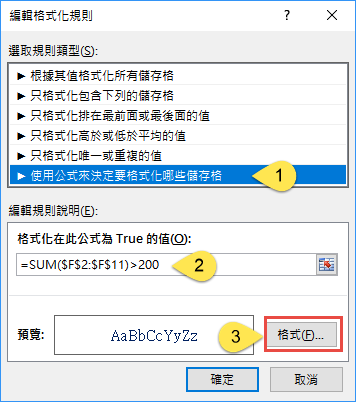 編輯格式化規則
選取規則類型(S):
► 根據其值格式化所有儲存格
► 只格式化包含下列的儲存格
► 只格式化排在最前面或最後面的值
► 只格式化高於或低於平均的值
► 只格式化唯一或重複的值
► 使用公式來決定要格式化哪些儲存格
1
編輯規則說明(E):
格式化在此公式為 True 的值(O):
=SUM($F$2:$F$11)>200
2
預覽:
AaBbCcYyZz
3
格式(F)...
確定
取消